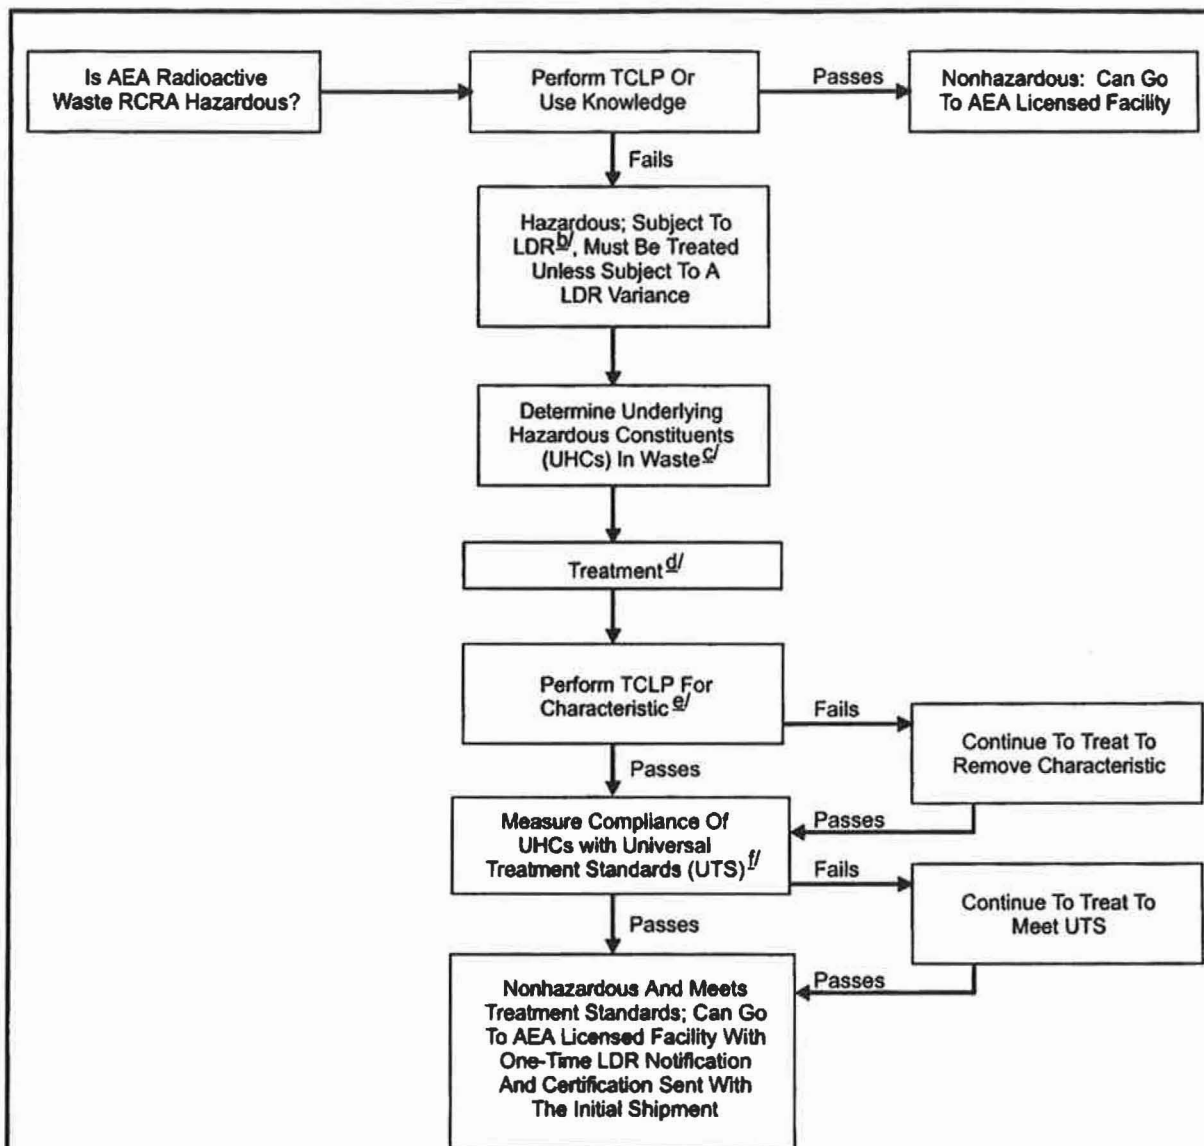 Is AEA Radioactive
Waste RCRA Hazardous?
Perform TCLP Or
Use Knowledge
Passes
Nonhazardous: Can Go
To AEA Licensed Facility
Fails
Hazardous; Subject To
LDR b/, Must Be Treated
Unless Subject To A
LDR Variance
Determine Underlying
Hazardous Constituents
(UHCs) In Waste c/
Treatment d/
Perform TCLP For
Characteristic e/
Fails
Continue To Treat To
Remove Characteristic
Passes
Passes
Measure Compliance Of
UHCs with Universal
Treatment Standards (UTS) f/
Fails
Continue To Treat To
Meet UTS
Passes
Passes
Nonhazardous And Meets
Treatment Standards; Can Go
To AEA Licensed Facility With
One-Time LDR Notification
And Certification Sent With
The Initial Shipment